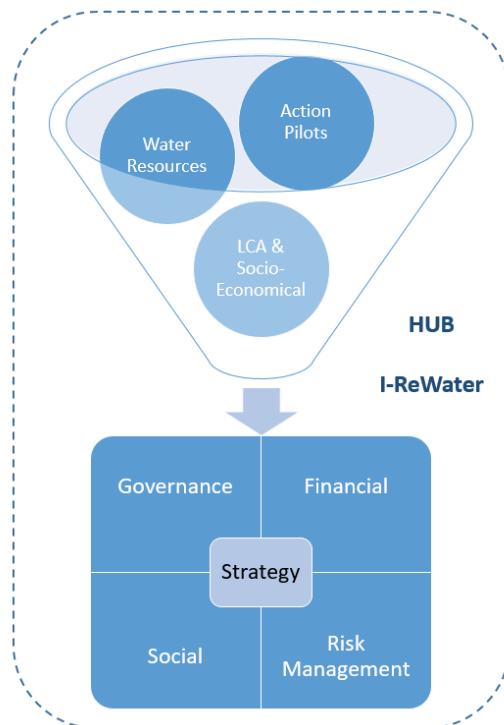 Action
Pilots
Water
Resources
LCA &
Socio-
Economical
HUB
I-ReWater
Governance
Financial
Strategy
Social
Risk
Management